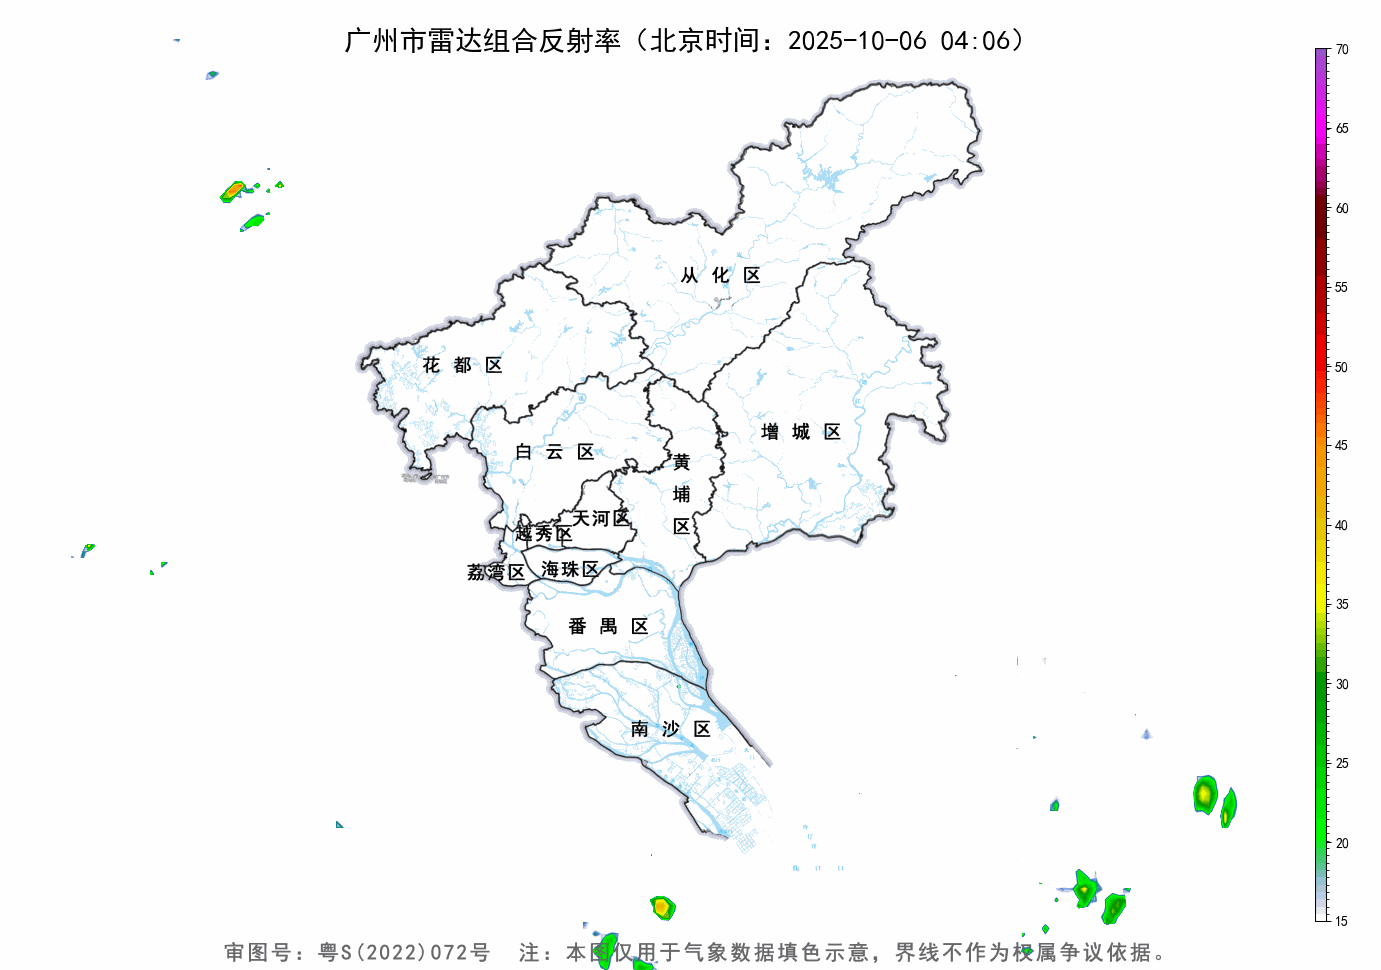 广州市雷达组合反射率（北京时间：2025-10-06 04:06）
70
65
60
55
50
45
40
35
30
25
20
15
从化区
花都区
增城区
白云区
黄埔区
天河区
越秀区
荔湾区
海珠区
番禺区
南沙区
审图号：粤S(2022)072号 注：本图仅用于气象数据填色示意，界线不作为权属争议依据。